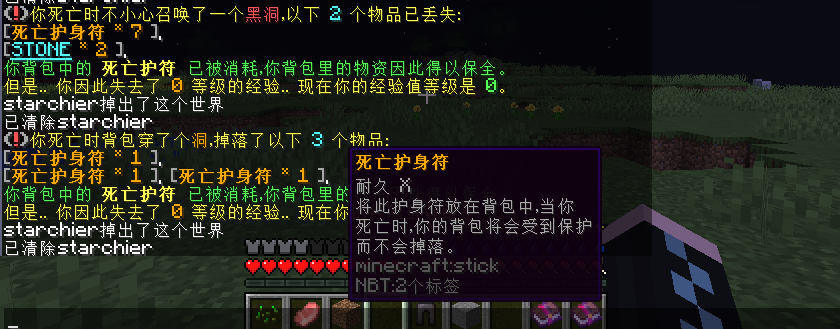 已清除starchier
(!)你死亡时不小心召唤了一个黑洞,以下 2 个物品已丢失:
[死亡护身符 * 7 ],
[STONE * 2 ],
你背包中的 死亡护符 已被消耗,你背包里的物资因此得以保全。
但是.. 你因此失去了 0 等级的经验.. 现在你的经验值等级是 0。
starchier掉出了这个世界
已清除starchier
(!)你死亡时背包穿了个洞,掉落了以下 3 个物品:
[死亡护身符 * 1 ],
[死亡护身符 * 1 ], [死亡护身符 * 1 ],
你背包中的 死亡护符 已被消耗,你背包里的
但是.. 你因此失去了 0 等级的经验.. 现在你
starchier掉出了这个世界
已清除starchier
死亡护身符
耐久 X
将此护身符放在背包中,当你
死亡时,你的背包将会受到保护
而不会掉落。
minecraft:stick
NBT:2个标签